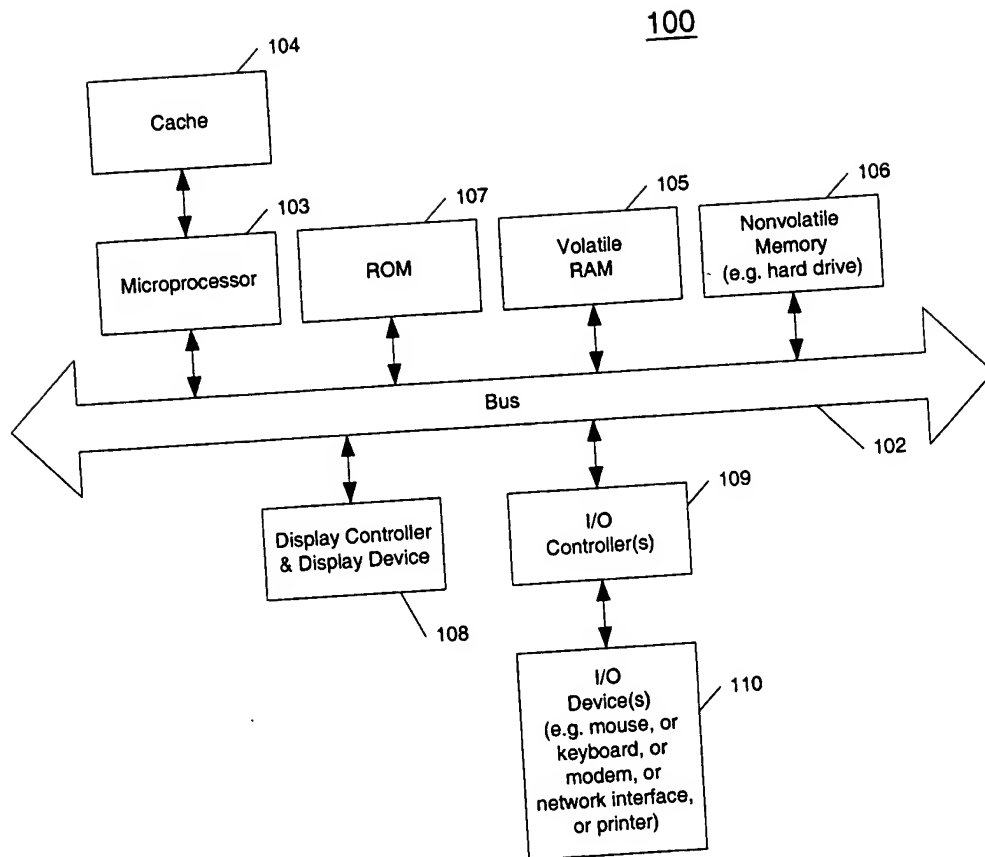 100
104
Cache
103
Microprocessor
107
ROM
105
Volatile
RAM
106
Nonvolatile
Memory
(e.g. hard drive)
Bus
102
Display Controller
& Display Device
108
109
I/O
Controller(s)
110
I/O
Device(s)
(e.g. mouse, or
keyboard, or
modem, or
network interface,
or printer)